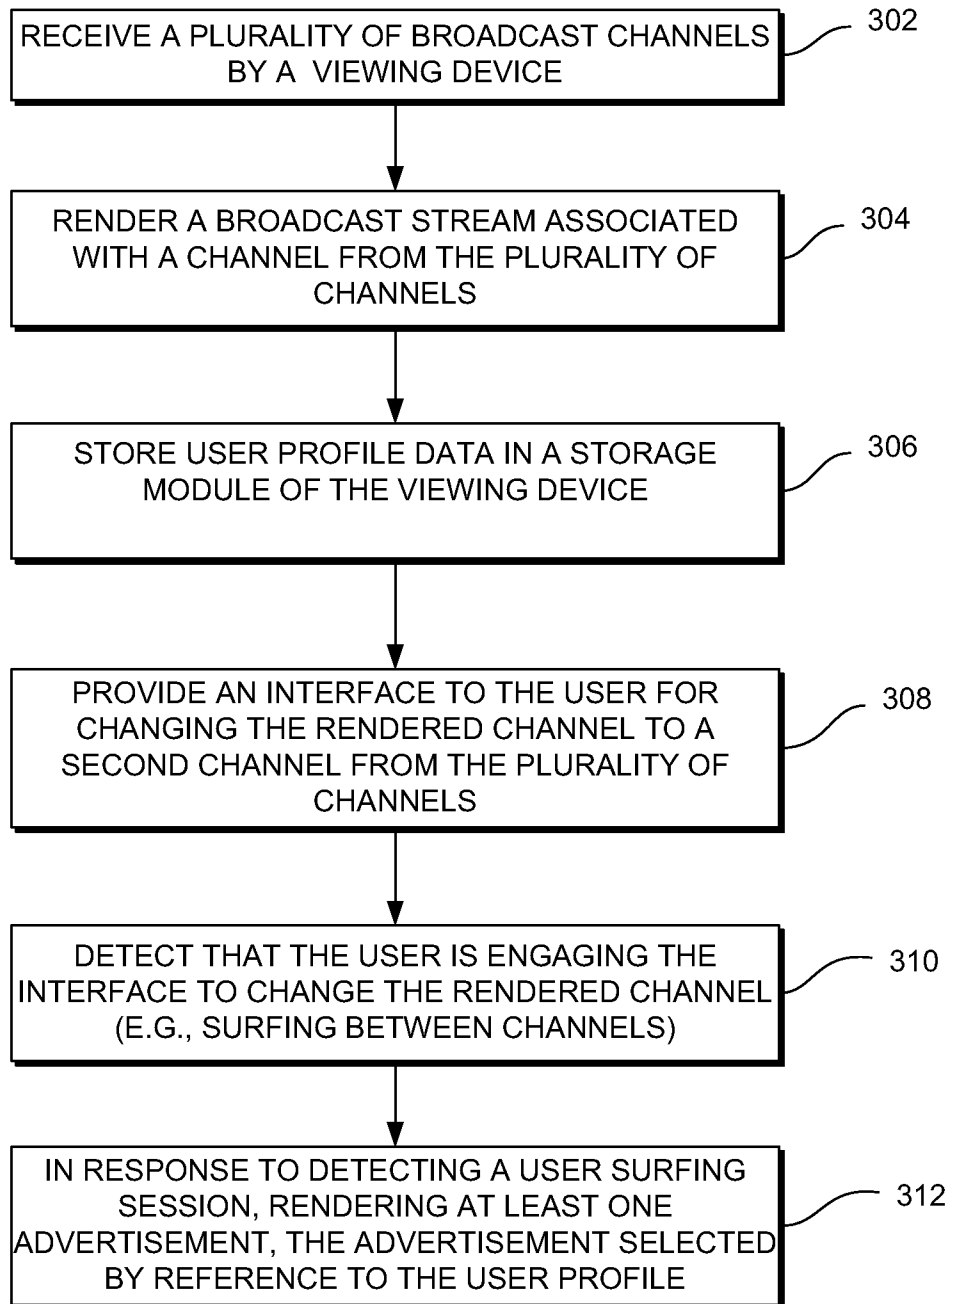 RECEIVE A PLURALITY OF BROADCAST CHANNELS
BY A VIEWING DEVICE
302
RENDER A BROADCAST STREAM ASSOCIATED
WITH A CHANNEL FROM THE PLURALITY OF
CHANNELS
304
STORE USER PROFILE DATA IN A STORAGE
MODULE OF THE VIEWING DEVICE
306
PROVIDE AN INTERFACE TO THE USER FOR
CHANGING THE RENDERED CHANNEL TO A
SECOND CHANNEL FROM THE PLURALITY OF
CHANNELS
308
DETECT THAT THE USER IS ENGAGING THE
INTERFACE TO CHANGE THE RENDERED CHANNEL
(E.G., SURFING BETWEEN CHANNELS)
310
IN RESPONSE TO DETECTING A USER SURFING
SESSION, RENDERING AT LEAST ONE
ADVERTISEMENT, THE ADVERTISEMENT SELECTED
BY REFERENCE TO THE USER PROFILE
312